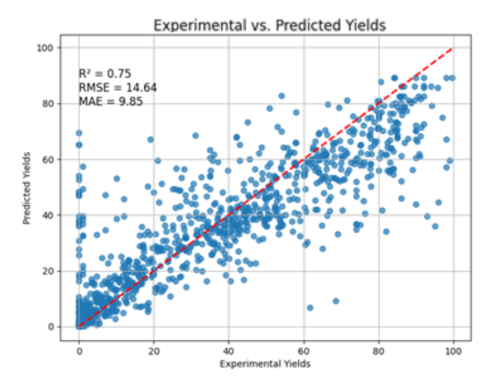 Experimental vs. Predicted Yields
R² = 0.75
RMSE = 14.64
MAE = 9.85
Predicted Yields
100
80
60
40
20
0
0 20 40 60 80 100
Experimental Yields